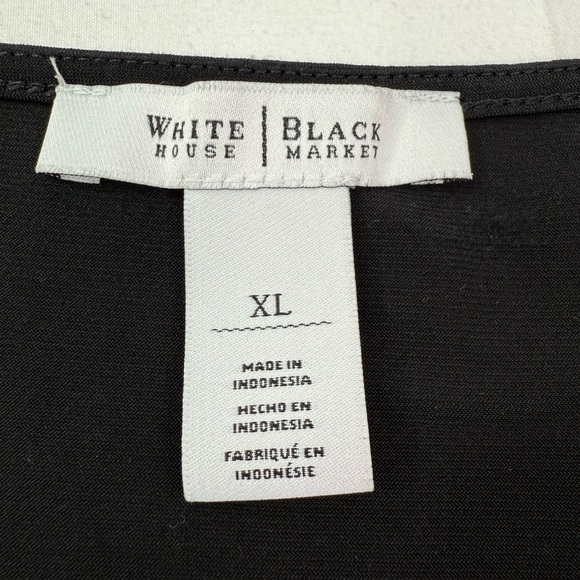 WHITE | BLACK
HOUSE | MARKET
XL
MADE IN
INDONESIA
HECHO EN
INDONESIA
FABRIQUÉ EN
INDONÉSIE